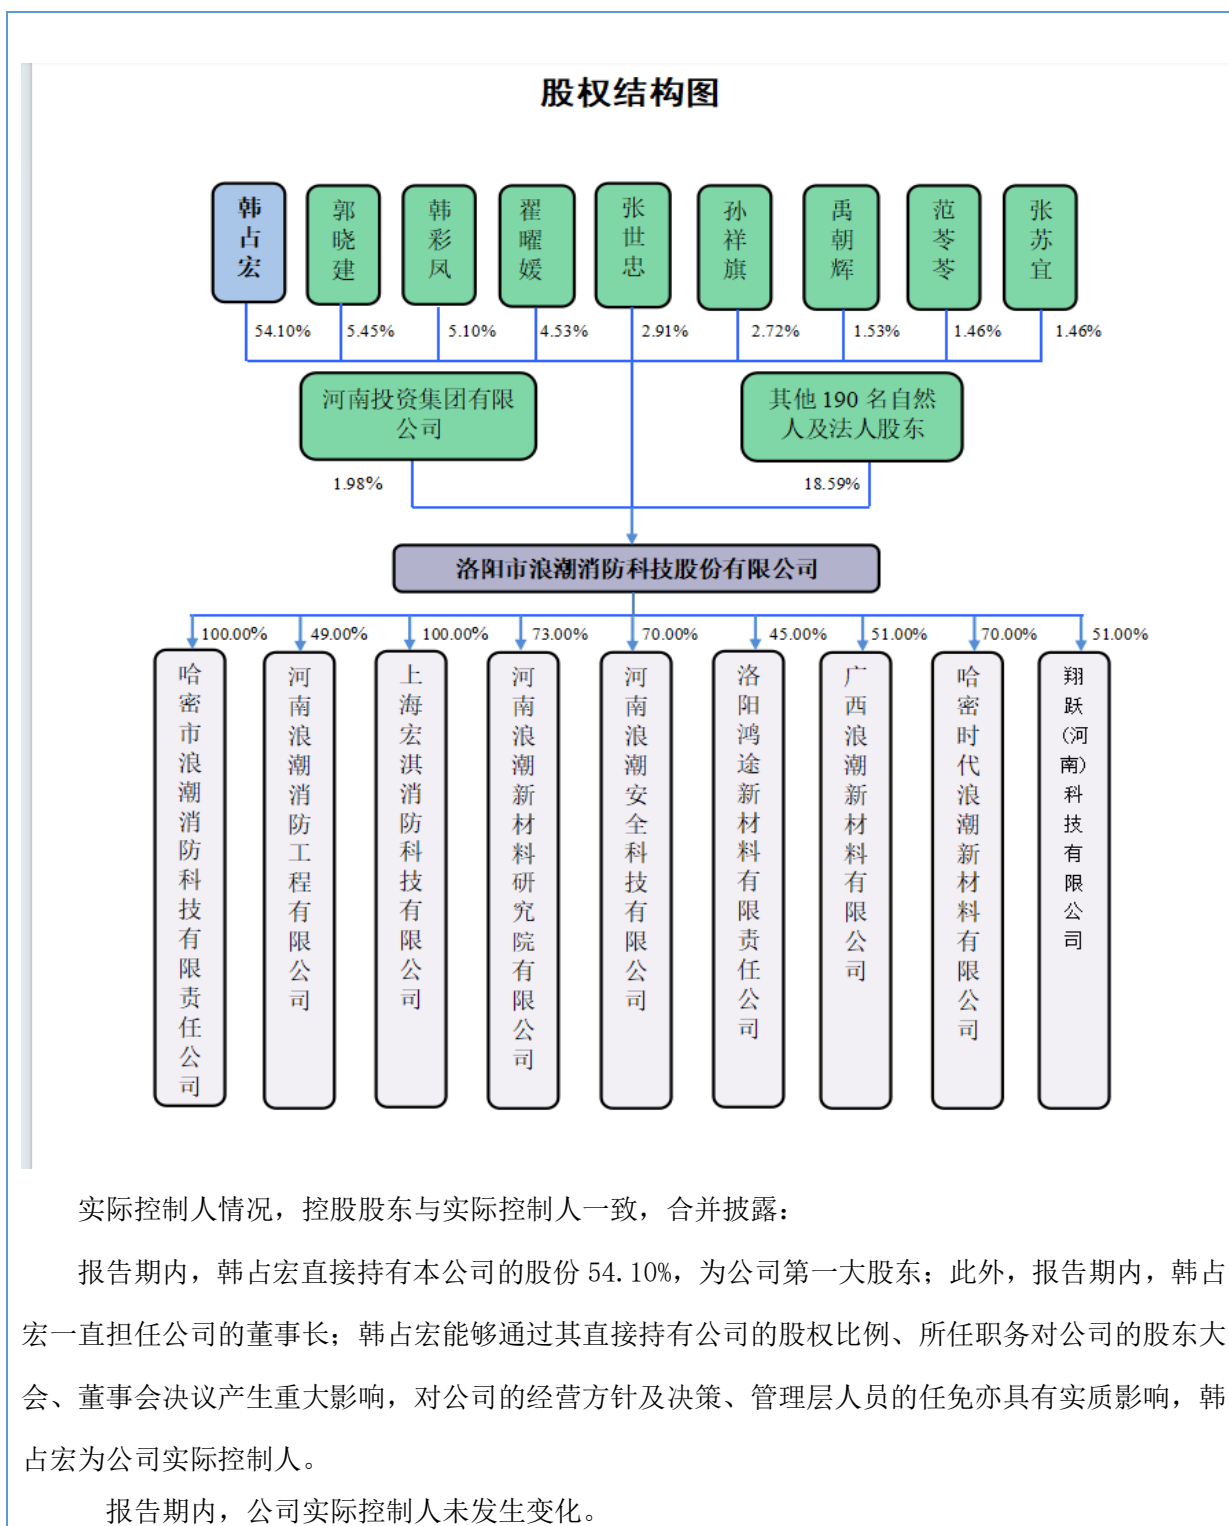 股权结构图
韩占宏
郭晓建
韩彩凤
翟曜媛
张世忠
孙祥旗
禹朝辉
范苓苓
张苏宜
54.10%
5.45%
5.10%
4.53%
2.91%
2.72%
1.53%
1.46%
1.46%
河南投资集团有限
公司
其他 190 名自然
人及法人股东
1.98%
18.59%
洛阳市浪潮消防科技股份有限公司
100.00%
49.00%
100.00%
73.00%
70.00%
45.00%
51.00%
70.00%
51.00%
哈密市浪潮消防科技有限责任公司
河南浪潮消防工程有限公司
上海宏淇消防科技有限公司
河南浪潮新材料研究院有限公司
河南浪潮安全科技有限公司
洛阳鸿途新材料有限责任公司
广西浪潮新材料有限公司
哈密时代浪潮新材料有限公司
翔跃(河南)科技有限公司
实际控制人情况，控股股东与实际控制人一致，合并披露：
报告期内，韩占宏直接持有本公司的股份 54.10%，为公司第一大股东；此外，报告期内，韩占
宏一直担任公司的董事长；韩占宏能够通过其直接持有公司的股权比例、所任职务对公司的股东大
会、董事会决议产生重大影响，对公司的经营方针及决策、管理层人员的任免亦具有实质影响，韩
占宏为公司实际控制人。
报告期内，公司实际控制人未发生变化。